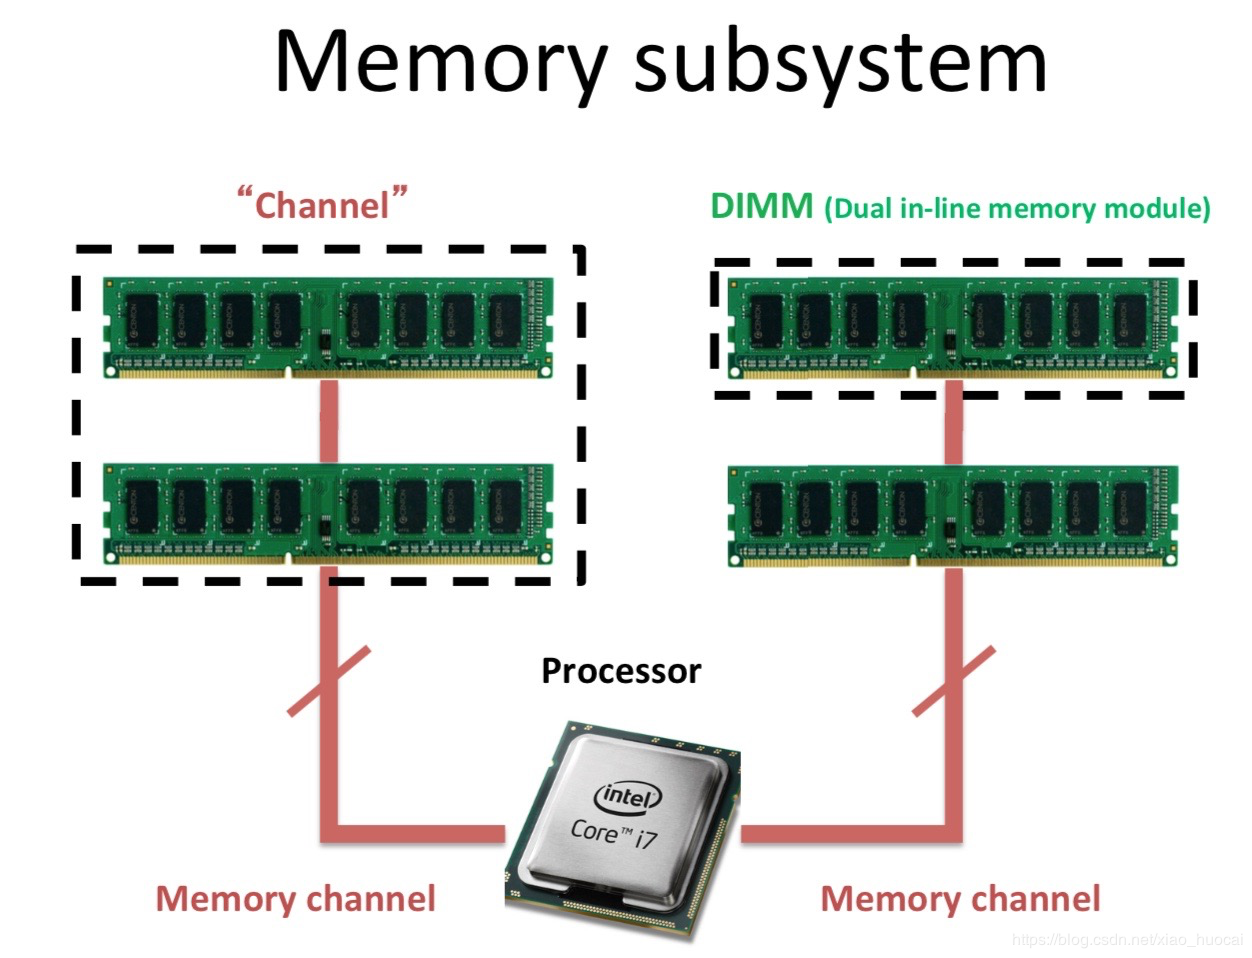 Memory subsystem
“Channel”
DIMM (Dual in-line memory module)
Processor
intel
Core™ i7
Memory channel
Memory channel
https://blog.csdn.net/xiao_huocai